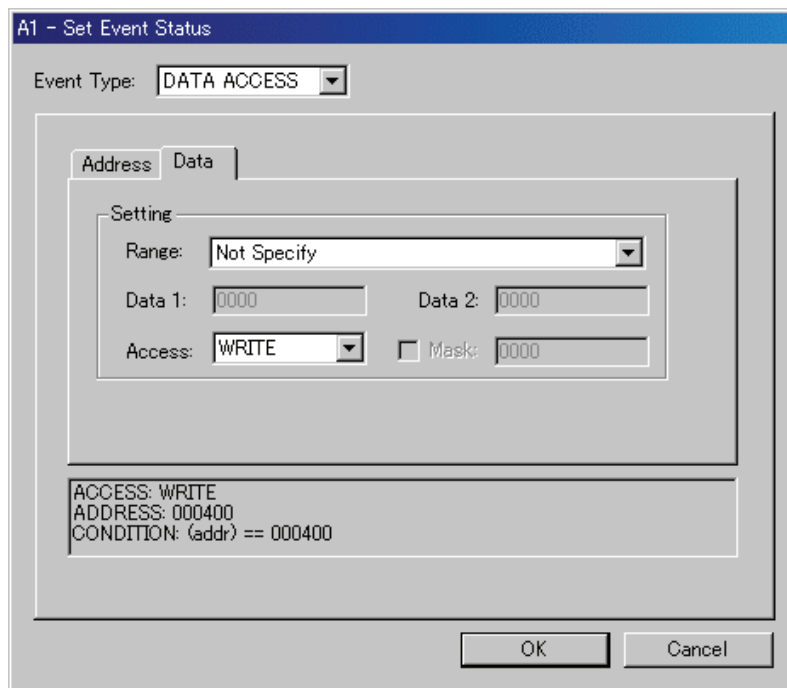 A1 - Set Event Status
Event Type: DATA ACCESS
Address Data
Setting
Range: Not Specify
Data 1: 0000 Data 2: 0000
Access: WRITE Mask: 0000
ACCESS: WRITE
ADDRESS: 000400
CONDITION: (addr) == 000400
OK Cancel